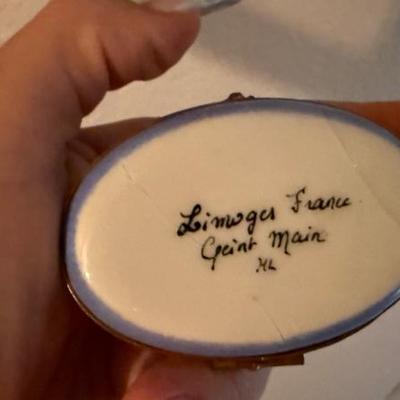 Limoges France
Peint Main
HL